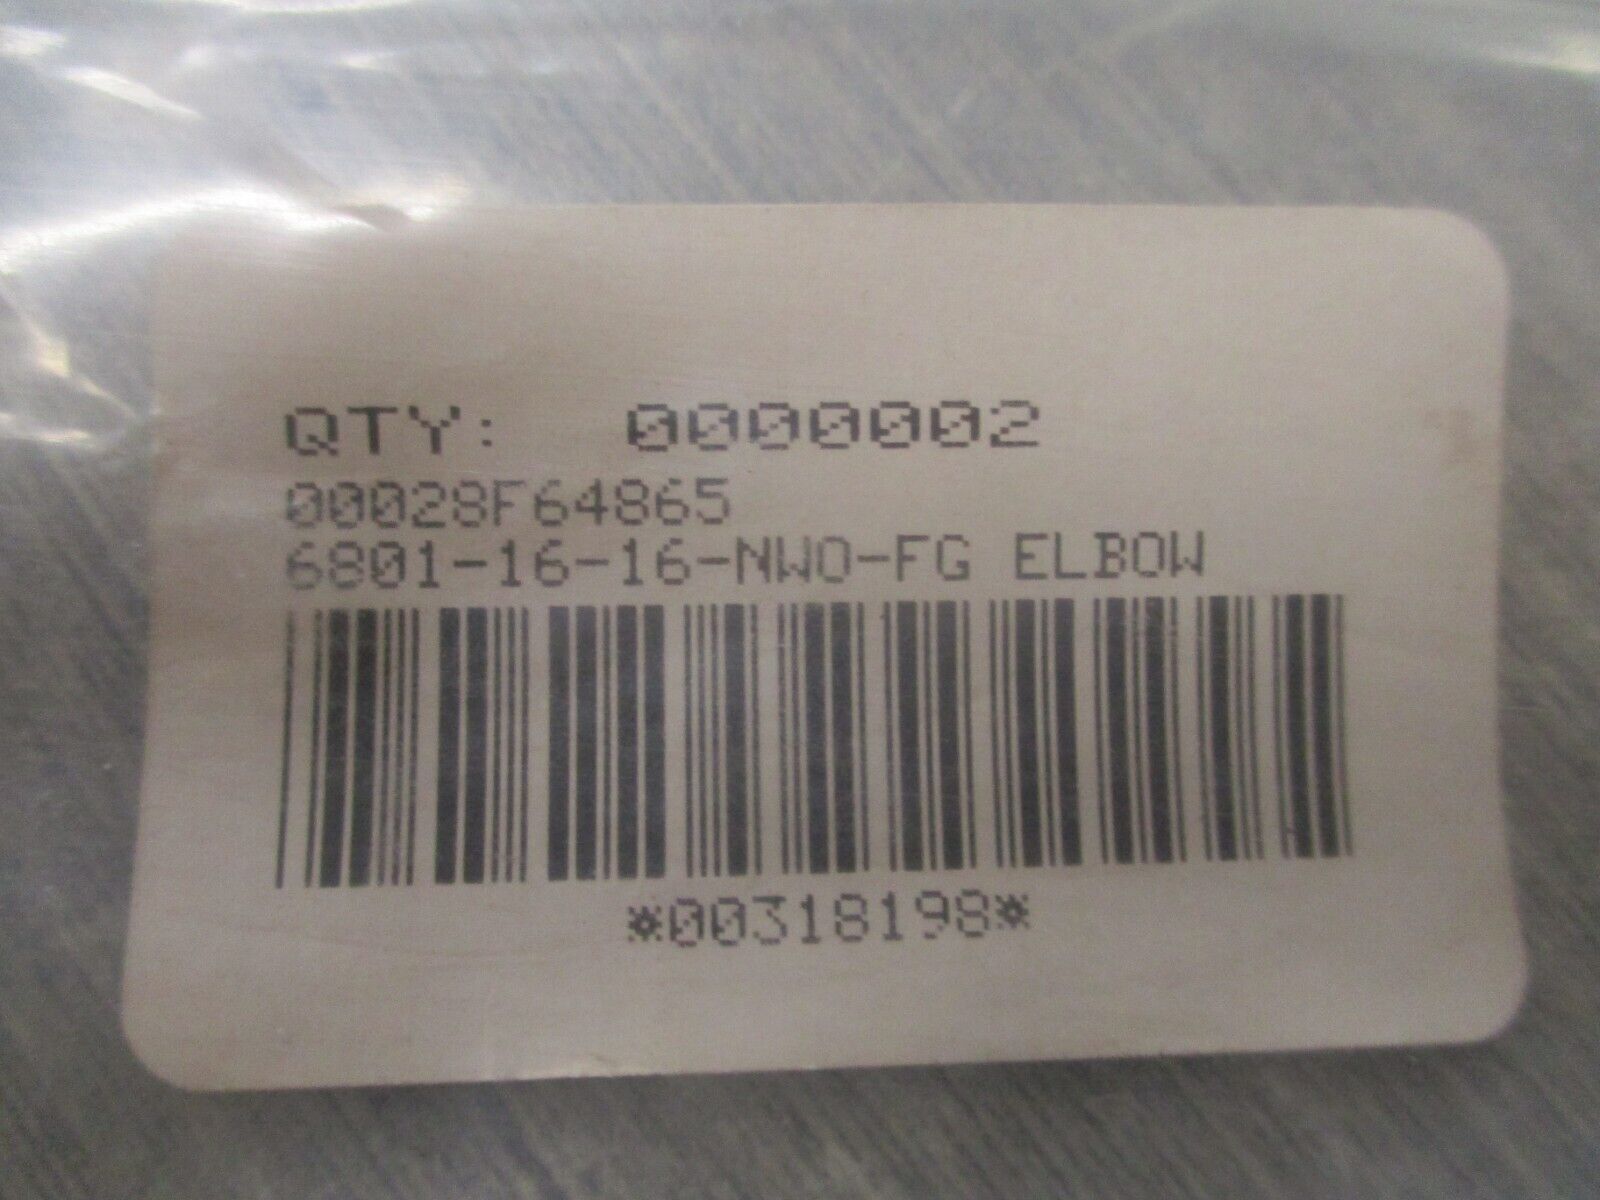 QTY: 0000002
00028F64865
6801-16-16-NWO-FG ELBOW
*00318198*